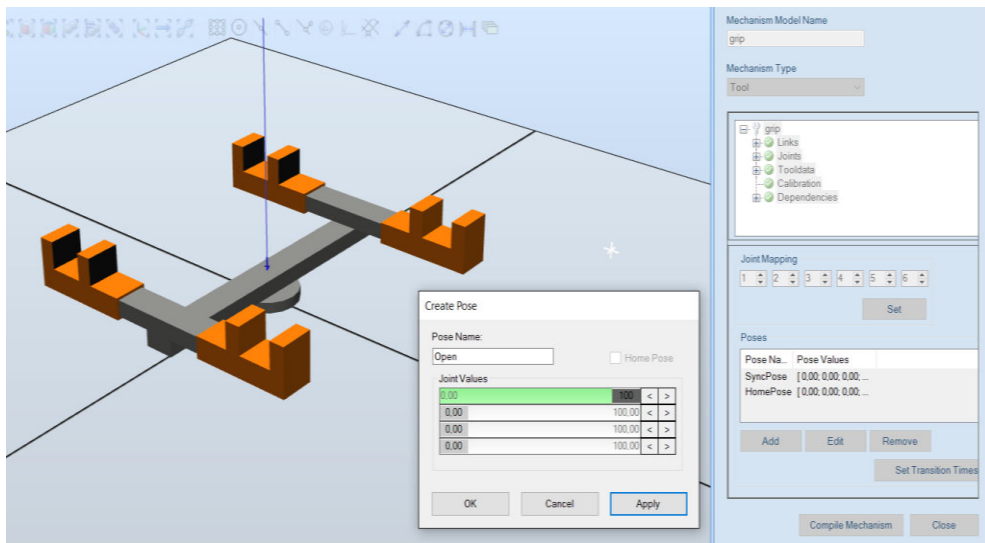 Mechanism Model Name
grip
Mechanism Type
Tool
grip
Links
Joints
Tooldata
Calibration
Dependencies
Joint Mapping
1 2 3 4 5 6
Set
Poses
Pose Na... Pose Values
SyncPose [ 0,00; 0,00; 0,00; ...
HomePose [ 0,00; 0,00; 0,00; ...
Add Edit Remove
Set Transition Times
Compile Mechanism Close
Create Pose
Pose Name:
Open Home Pose
Joint Values
0,00 100 < >
0,00 100,00 < >
0,00 100,00 < >
0,00 100,00 < >
OK Cancel Apply